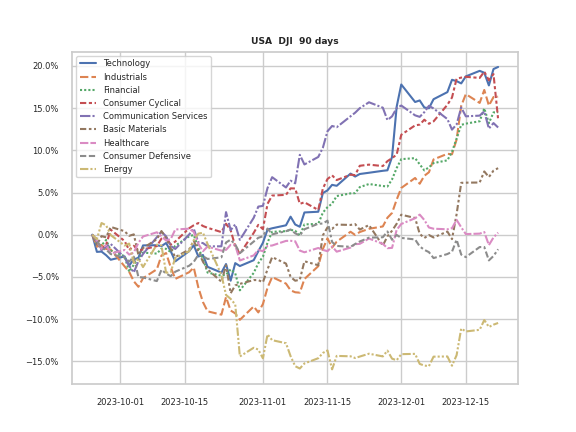 USA DJI 90 days
20.0%
15.0%
10.0%
5.0%
0.0%
−5.0%
−10.0%
−15.0%
Technology
Industrials
Financial
Consumer Cyclical
Communication Services
Basic Materials
Healthcare
Consumer Defensive
Energy
2023-10-01 2023-10-15 2023-11-01 2023-11-15 2023-12-01 2023-12-15